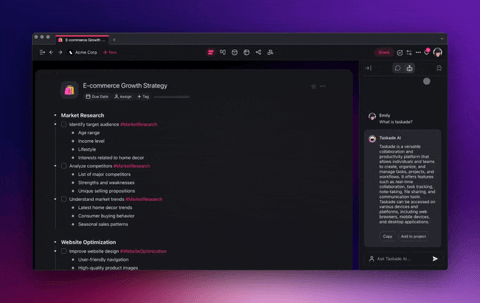 E-commerce Growth ...
Acme Corp
+ New
Share
E-commerce Growth Strategy
Due Date
Assign
Tag
Market Research
Identify target audience #MarketResearch
Age range
Income level
Lifestyle
Interests related to home decor
Analyze competitors #MarketResearch
List of major competitors
Strengths and weaknesses
Unique selling propositions
Understand market trends #MarketResearch
Latest home decor trends
Consumer buying behavior
Seasonal sales patterns
Website Optimization
Improve website design #WebsiteOptimization
User-friendly navigation
High-quality product images
Emily
What is taskade?
Taskade AI
Taskade is a versatile
collaboration and
productivity platform that
allows individuals and teams
to create, organize, and
manage tasks, projects, and
workflows. It offers features
such as real-time
collaboration, task tracking,
note-taking, file sharing, and
communication tools.
Taskade can be accessed on
various devices and
platforms, including web
browsers, mobile devices,
and desktop applications.
Copy
Add to project
Ask Taskade AI...